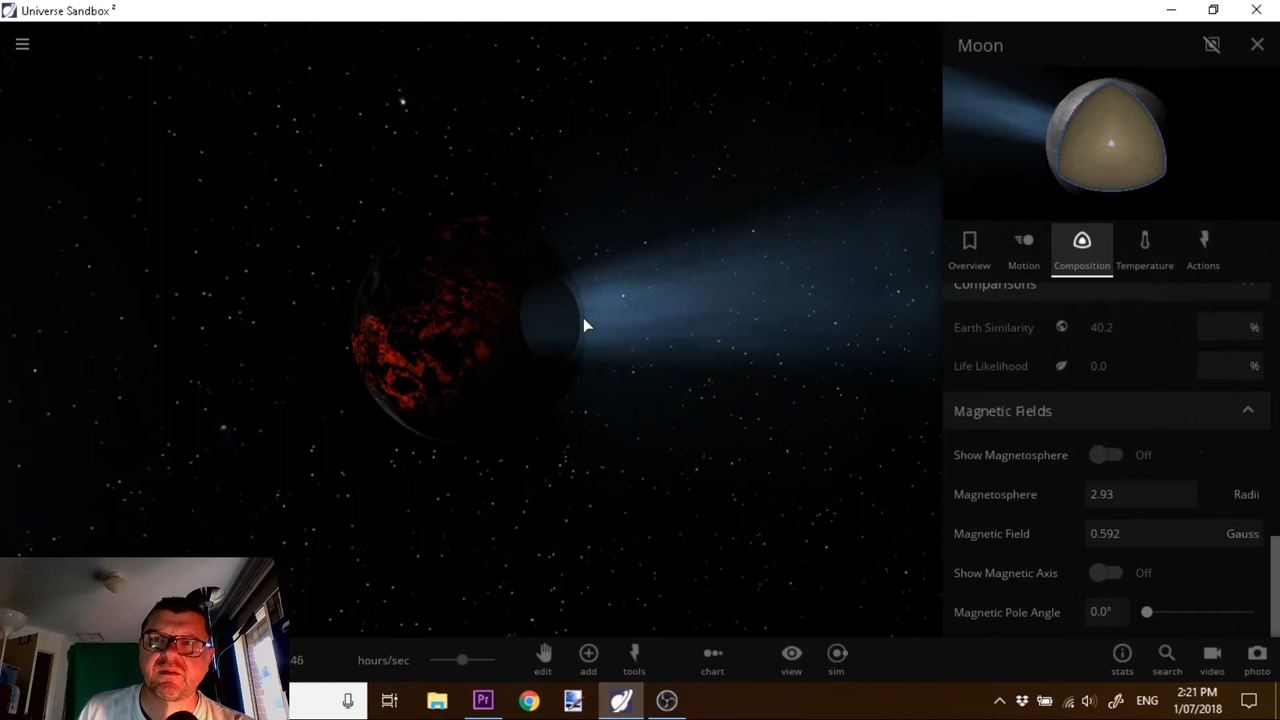 Universe Sandbox ²
Moon
Overview
Motion
Composition
Temperature
Actions
Comparisons
Earth Similarity 40.2 %
Life Likelihood 0.0 %
Magnetic Fields
Show Magnetosphere Off
Magnetosphere 2.93 Radii
Magnetic Field 0.592 Gauss
Show Magnetic Axis Off
Magnetic Pole Angle 0.0°
46 hours/sec
edit
add
tools
chart
view
sim
stats
search
video
photo
Pr
ENG
2:21 PM
1/07/2018